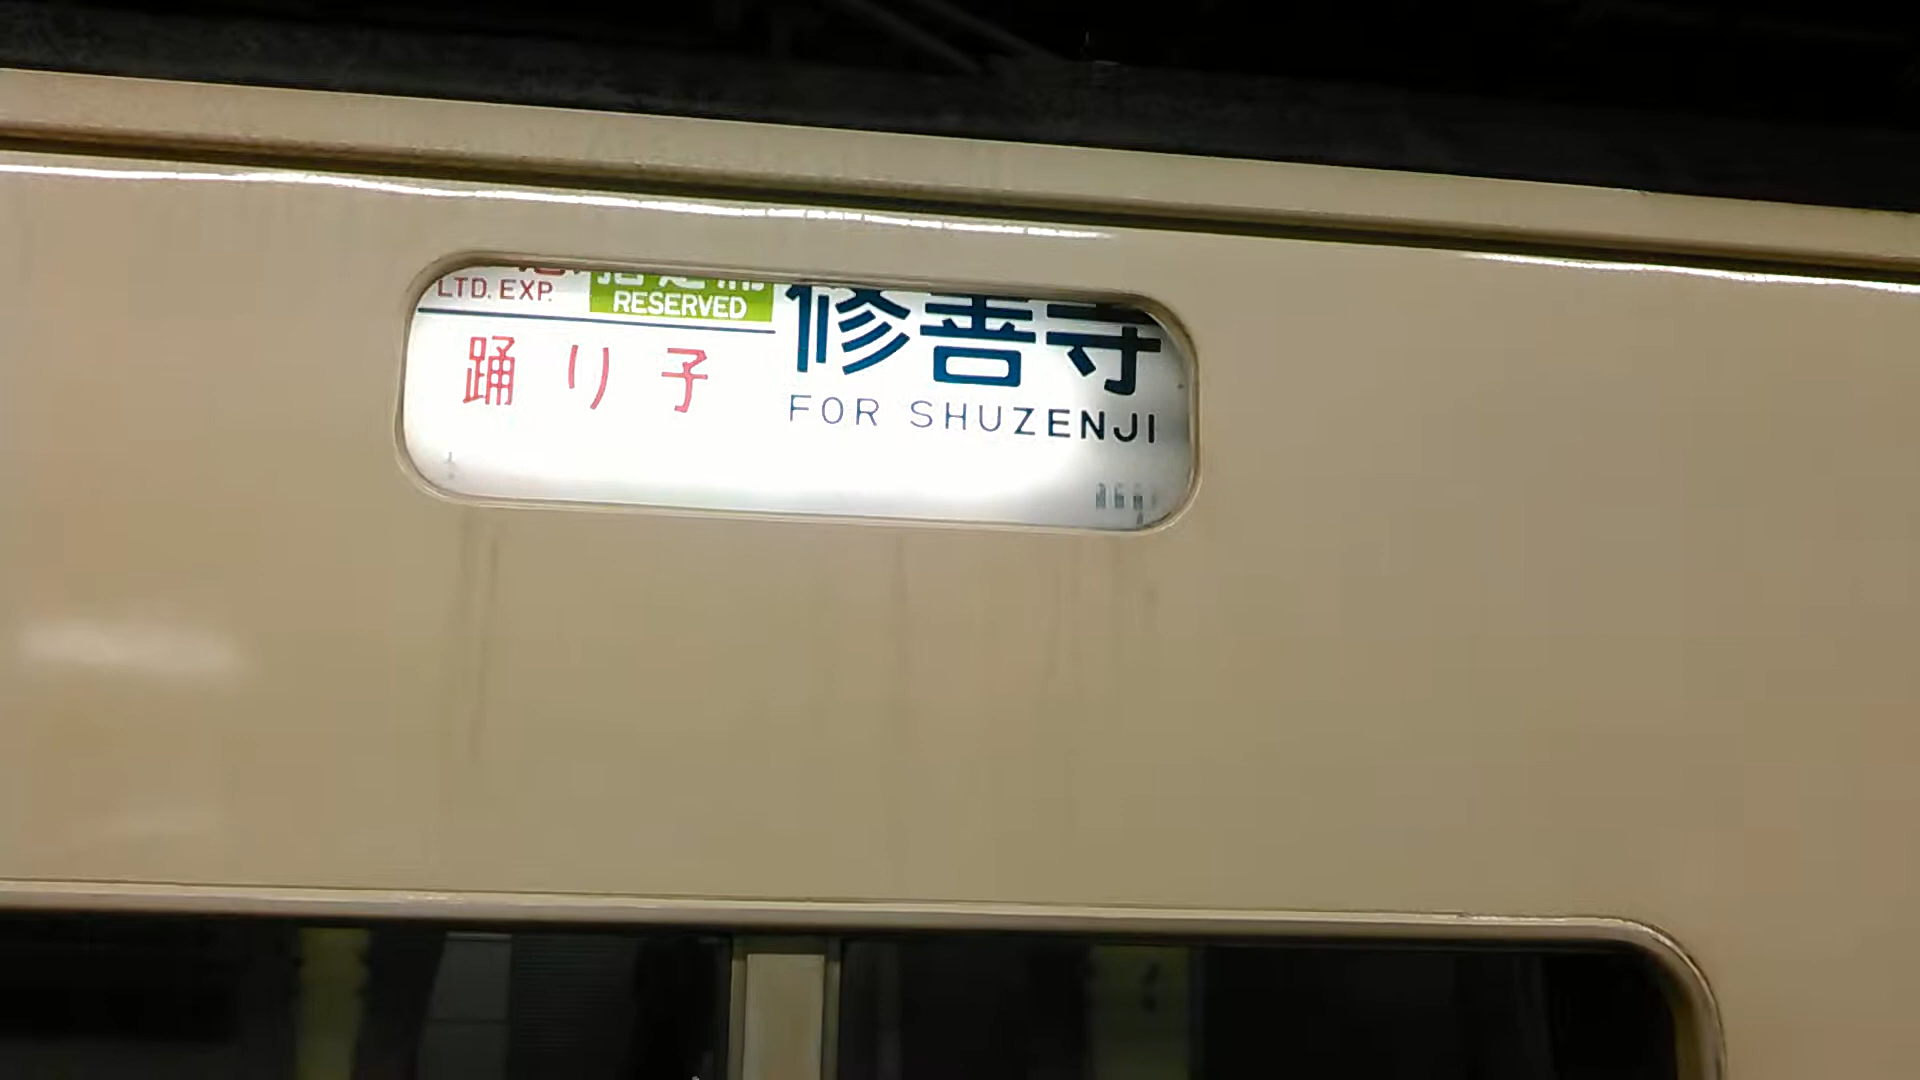 LTD. EXP.
RESERVED
踊り子
修善寺
FOR SHUZENJI